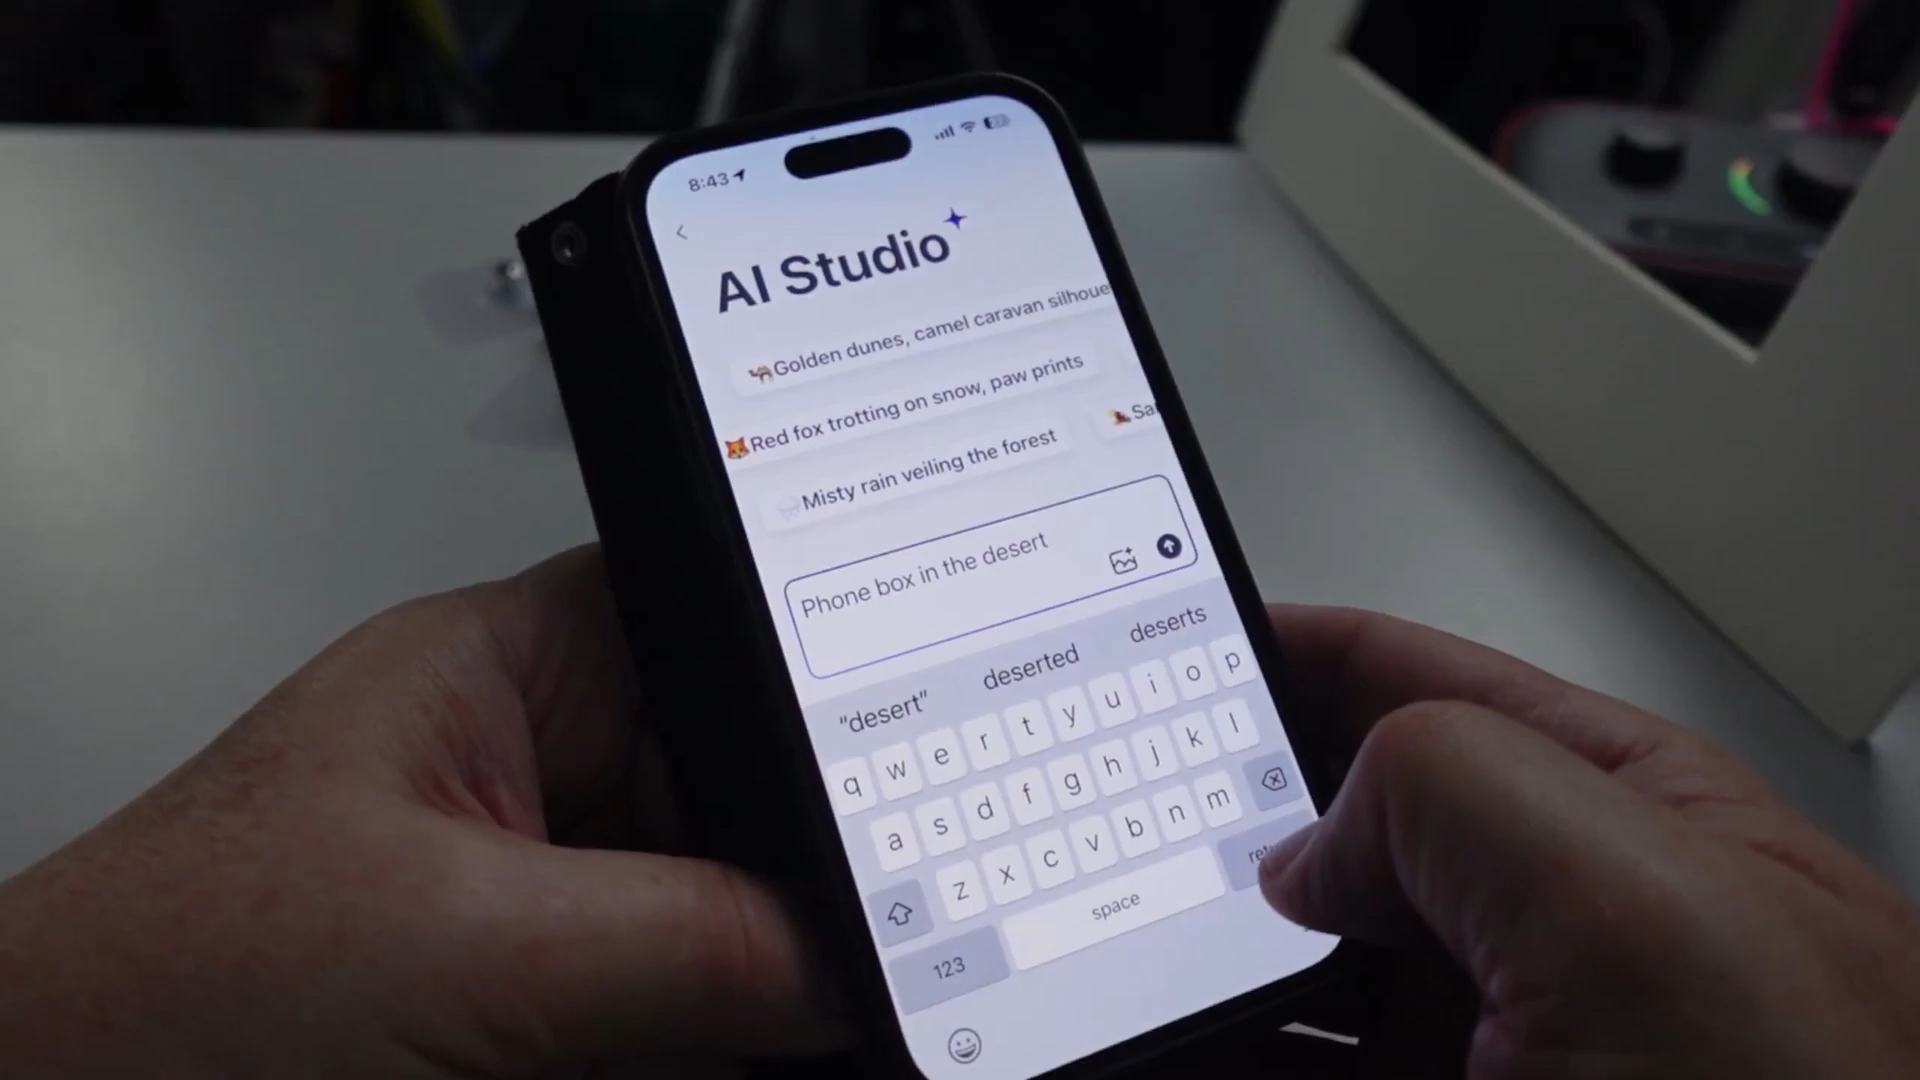 8:43
AI Studio
Golden dunes, camel caravan
Red fox trotting on snow, paw prints
Misty rain veiling the forest
Phone box in the desert
"desert" deserted deserts
q w e r t y u i o p
a s d f g h j k l
z x c v b n m
123 space